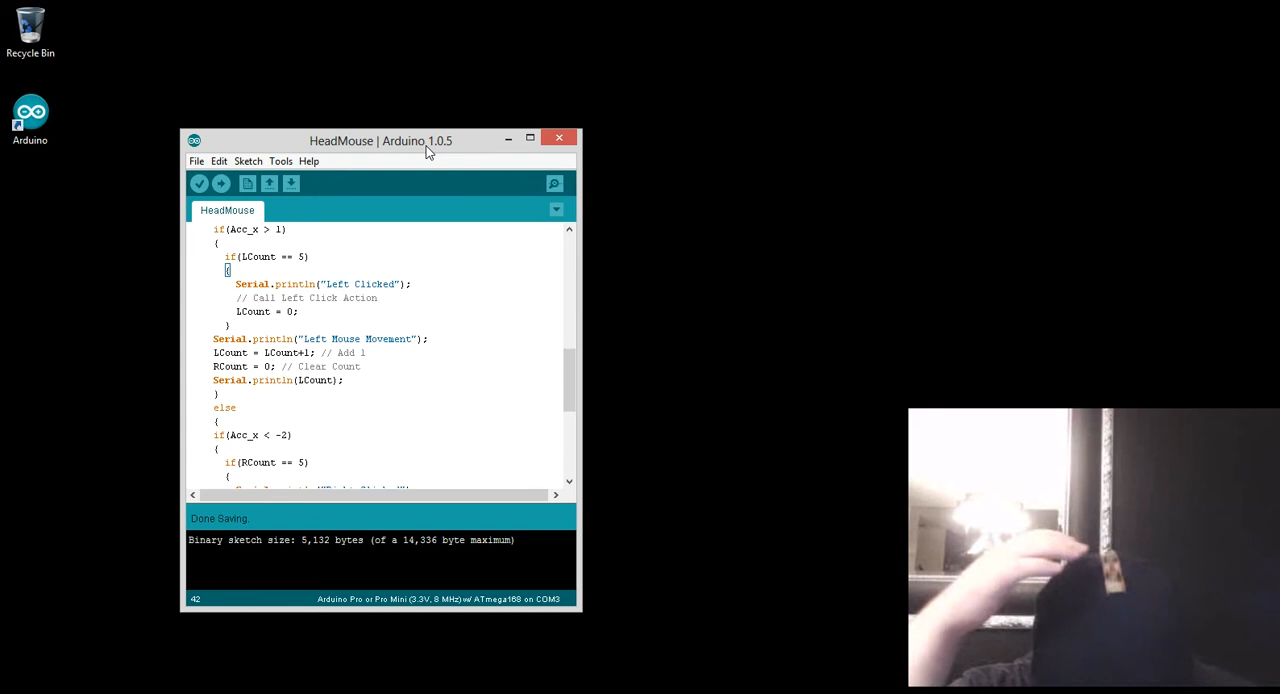 Recycle Bin
Arduino
HeadMouse | Arduino 1.0.5
File Edit Sketch Tools Help
HeadMouse
if(Acc_x > 1)
{
if(LCount == 5)
{
Serial.println("Left Clicked");
// Call Left Click Action
LCount = 0;
}
Serial.println("Left Mouse Movement");
LCount = LCount+1; // Add 1
RCount = 0; // Clear Count
Serial.println(LCount);
}
else
{
if(Acc_x < -2)
{
if(RCount == 5)
{
Done Saving.
Binary sketch size: 5,132 bytes (of a 14,336 byte maximum)
42
Arduino Pro or Pro Mini (3.3V, 8 MHz) w/ ATmega168 on COM3